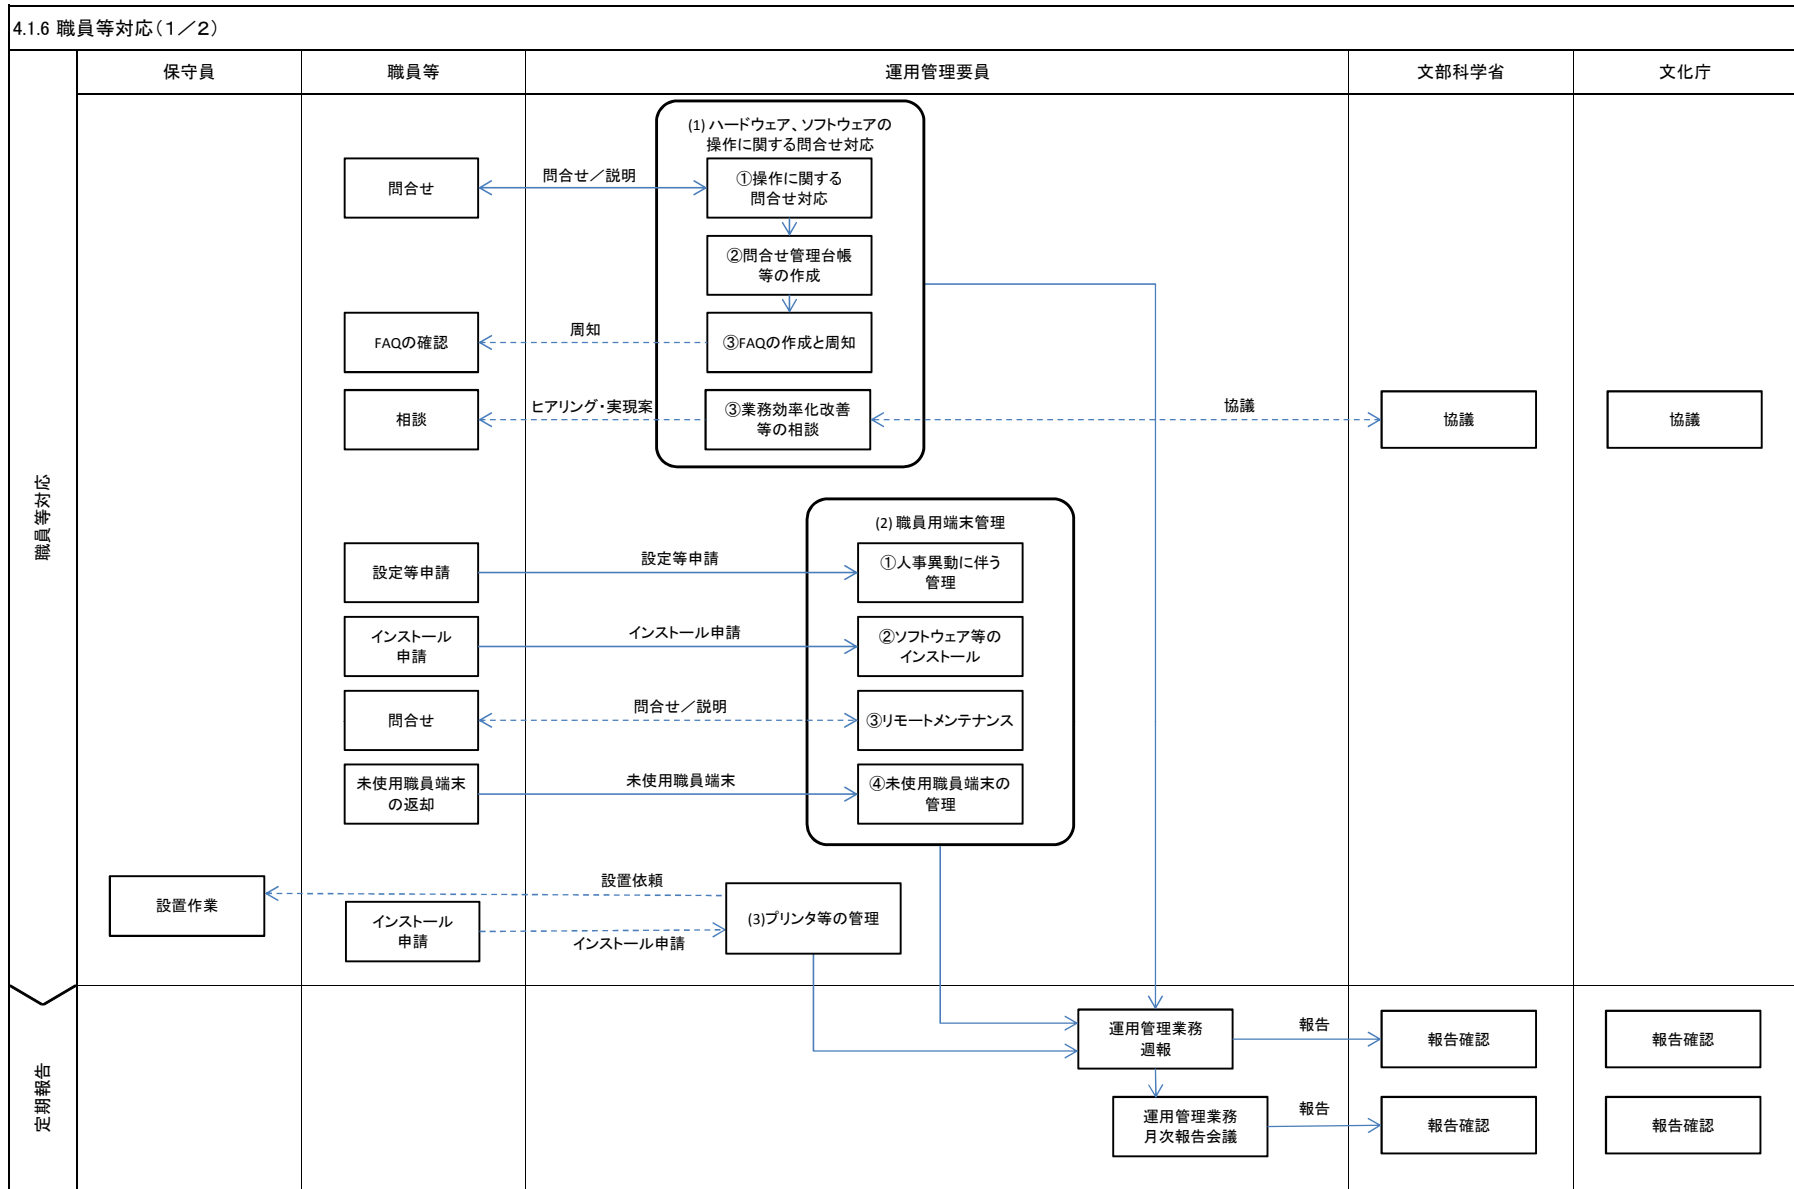 4.1.6 職員等対応(1/2)
保守員
職員等
運用管理要員
文部科学省
文化庁
職員等対応
(1) ハードウェア、ソフトウェアの
操作に関する問合せ対応
問合せ
問合せ/説明
①操作に関する
問合せ対応
②問合せ管理台帳
等の作成
FAQの確認
周知
③FAQの作成と周知
相談
ヒアリング・実現案
③業務効率化改善
等の相談
協議
協議
協議
(2) 職員用端末管理
設定等申請
設定等申請
①人事異動に伴う
管理
インストール
申請
インストール申請
②ソフトウェア等の
インストール
問合せ
問合せ/説明
③リモートメンテナンス
未使用職員端末
の返却
未使用職員端末
④未使用職員端末の
管理
設置作業
設置依頼
インストール
申請
インストール申請
(3)プリンタ等の管理
定期報告
運用管理業務
週報
報告
報告確認
報告確認
運用管理業務
月次報告会議
報告
報告確認
報告確認